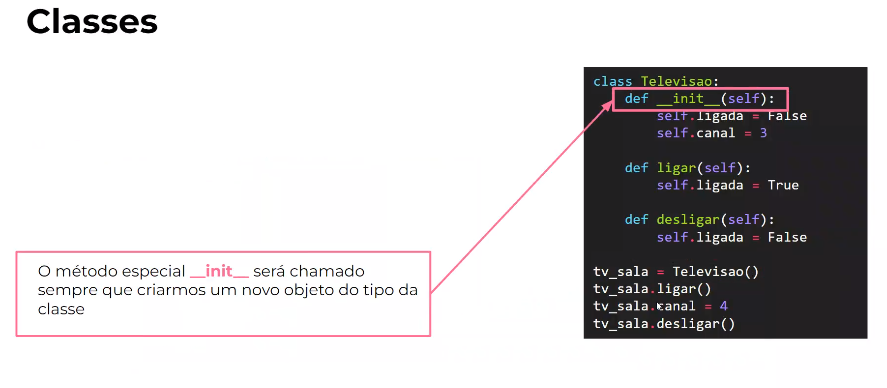 Classes
class Televisao:
    def __init__(self):
        self.ligada = False
        self.canal = 3
    def ligar(self):
        self.ligada = True
    def desligar(self):
        self.ligada = False
tv_sala = Televisao()
tv_sala.ligar()
tv_sala.canal = 4
tv_sala.desligar()
O método especial __init__ será chamado
sempre que criarmos um novo objeto do tipo da
classe